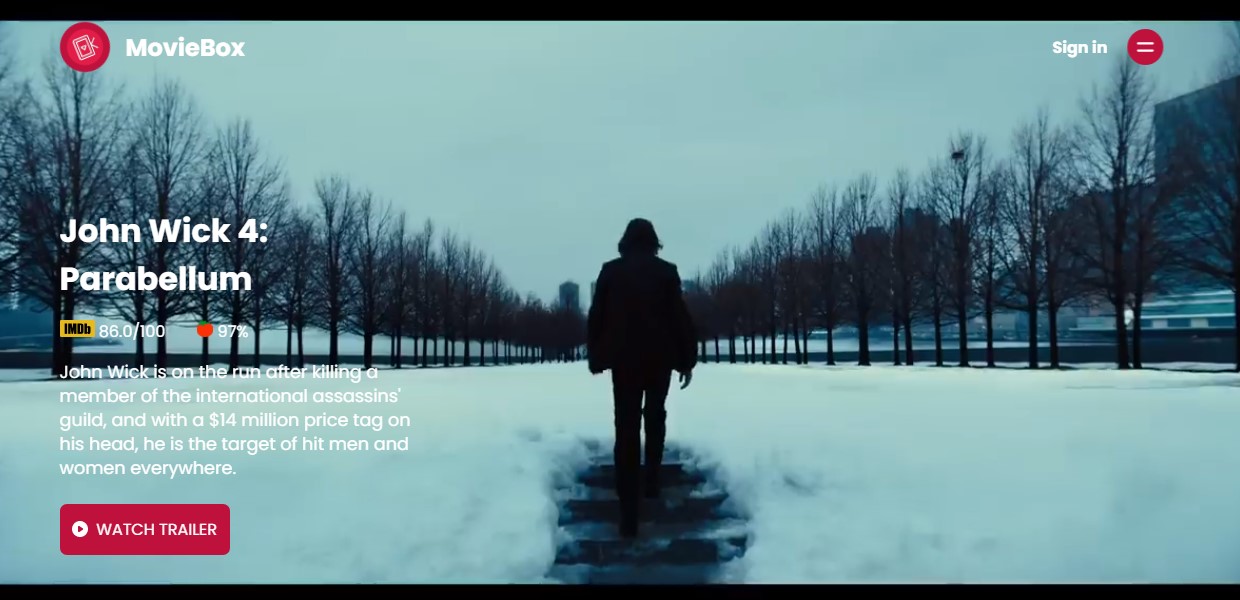 MovieBox
Sign in
John Wick 4:
Parabellum
IMDb 86.0/100 97%
John Wick is on the run after killing a
member of the international assassins'
guild, and with a $14 million price tag on
his head, he is the target of hit men and
women everywhere.
WATCH TRAILER